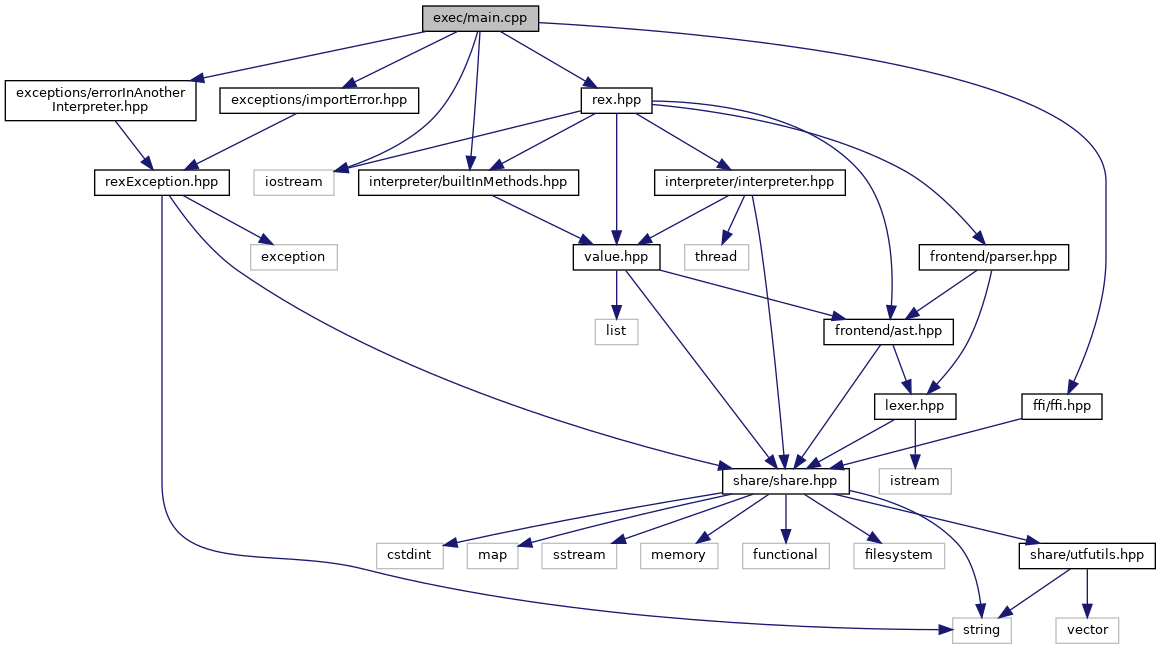 exec/main.cpp
exceptions/errorInAnother
Interpreter.hpp
exceptions/importError.hpp
rex.hpp
rexException.hpp
iostream
interpreter/builtInMethods.hpp
interpreter/interpreter.hpp
exception
value.hpp
thread
frontend/parser.hpp
list
frontend/ast.hpp
lexer.hpp
ffi/ffi.hpp
share/share.hpp
istream
cstdint
map
sstream
memory
functional
filesystem
share/utfutils.hpp
string
vector